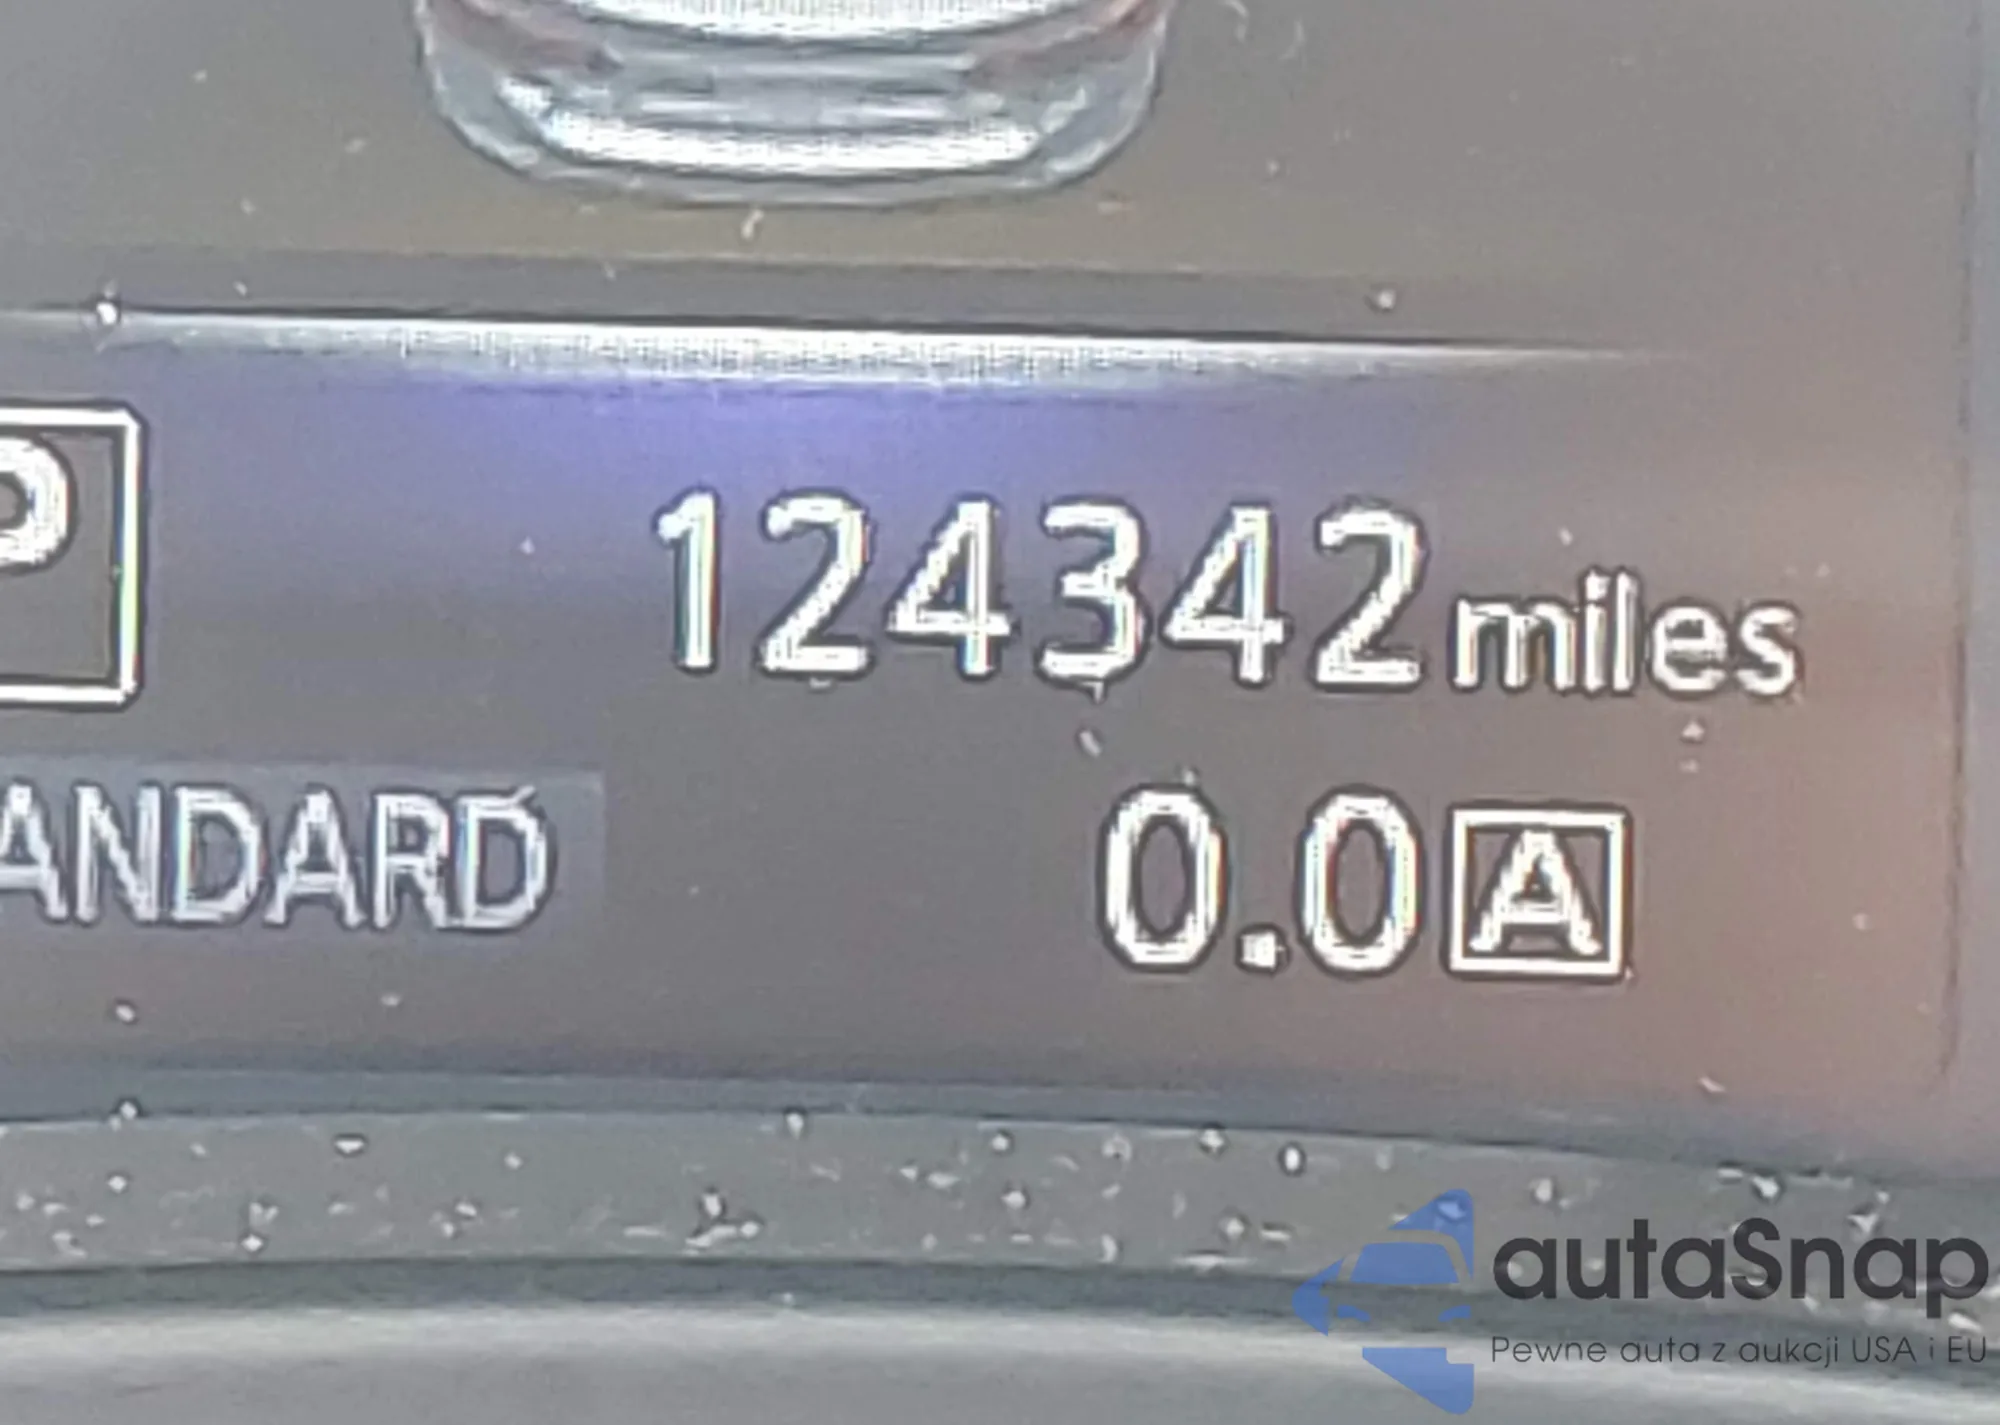 P
124342 miles
ANDARD
0.0 A
autaSnap
Pewne auta z aukcji USA i EU